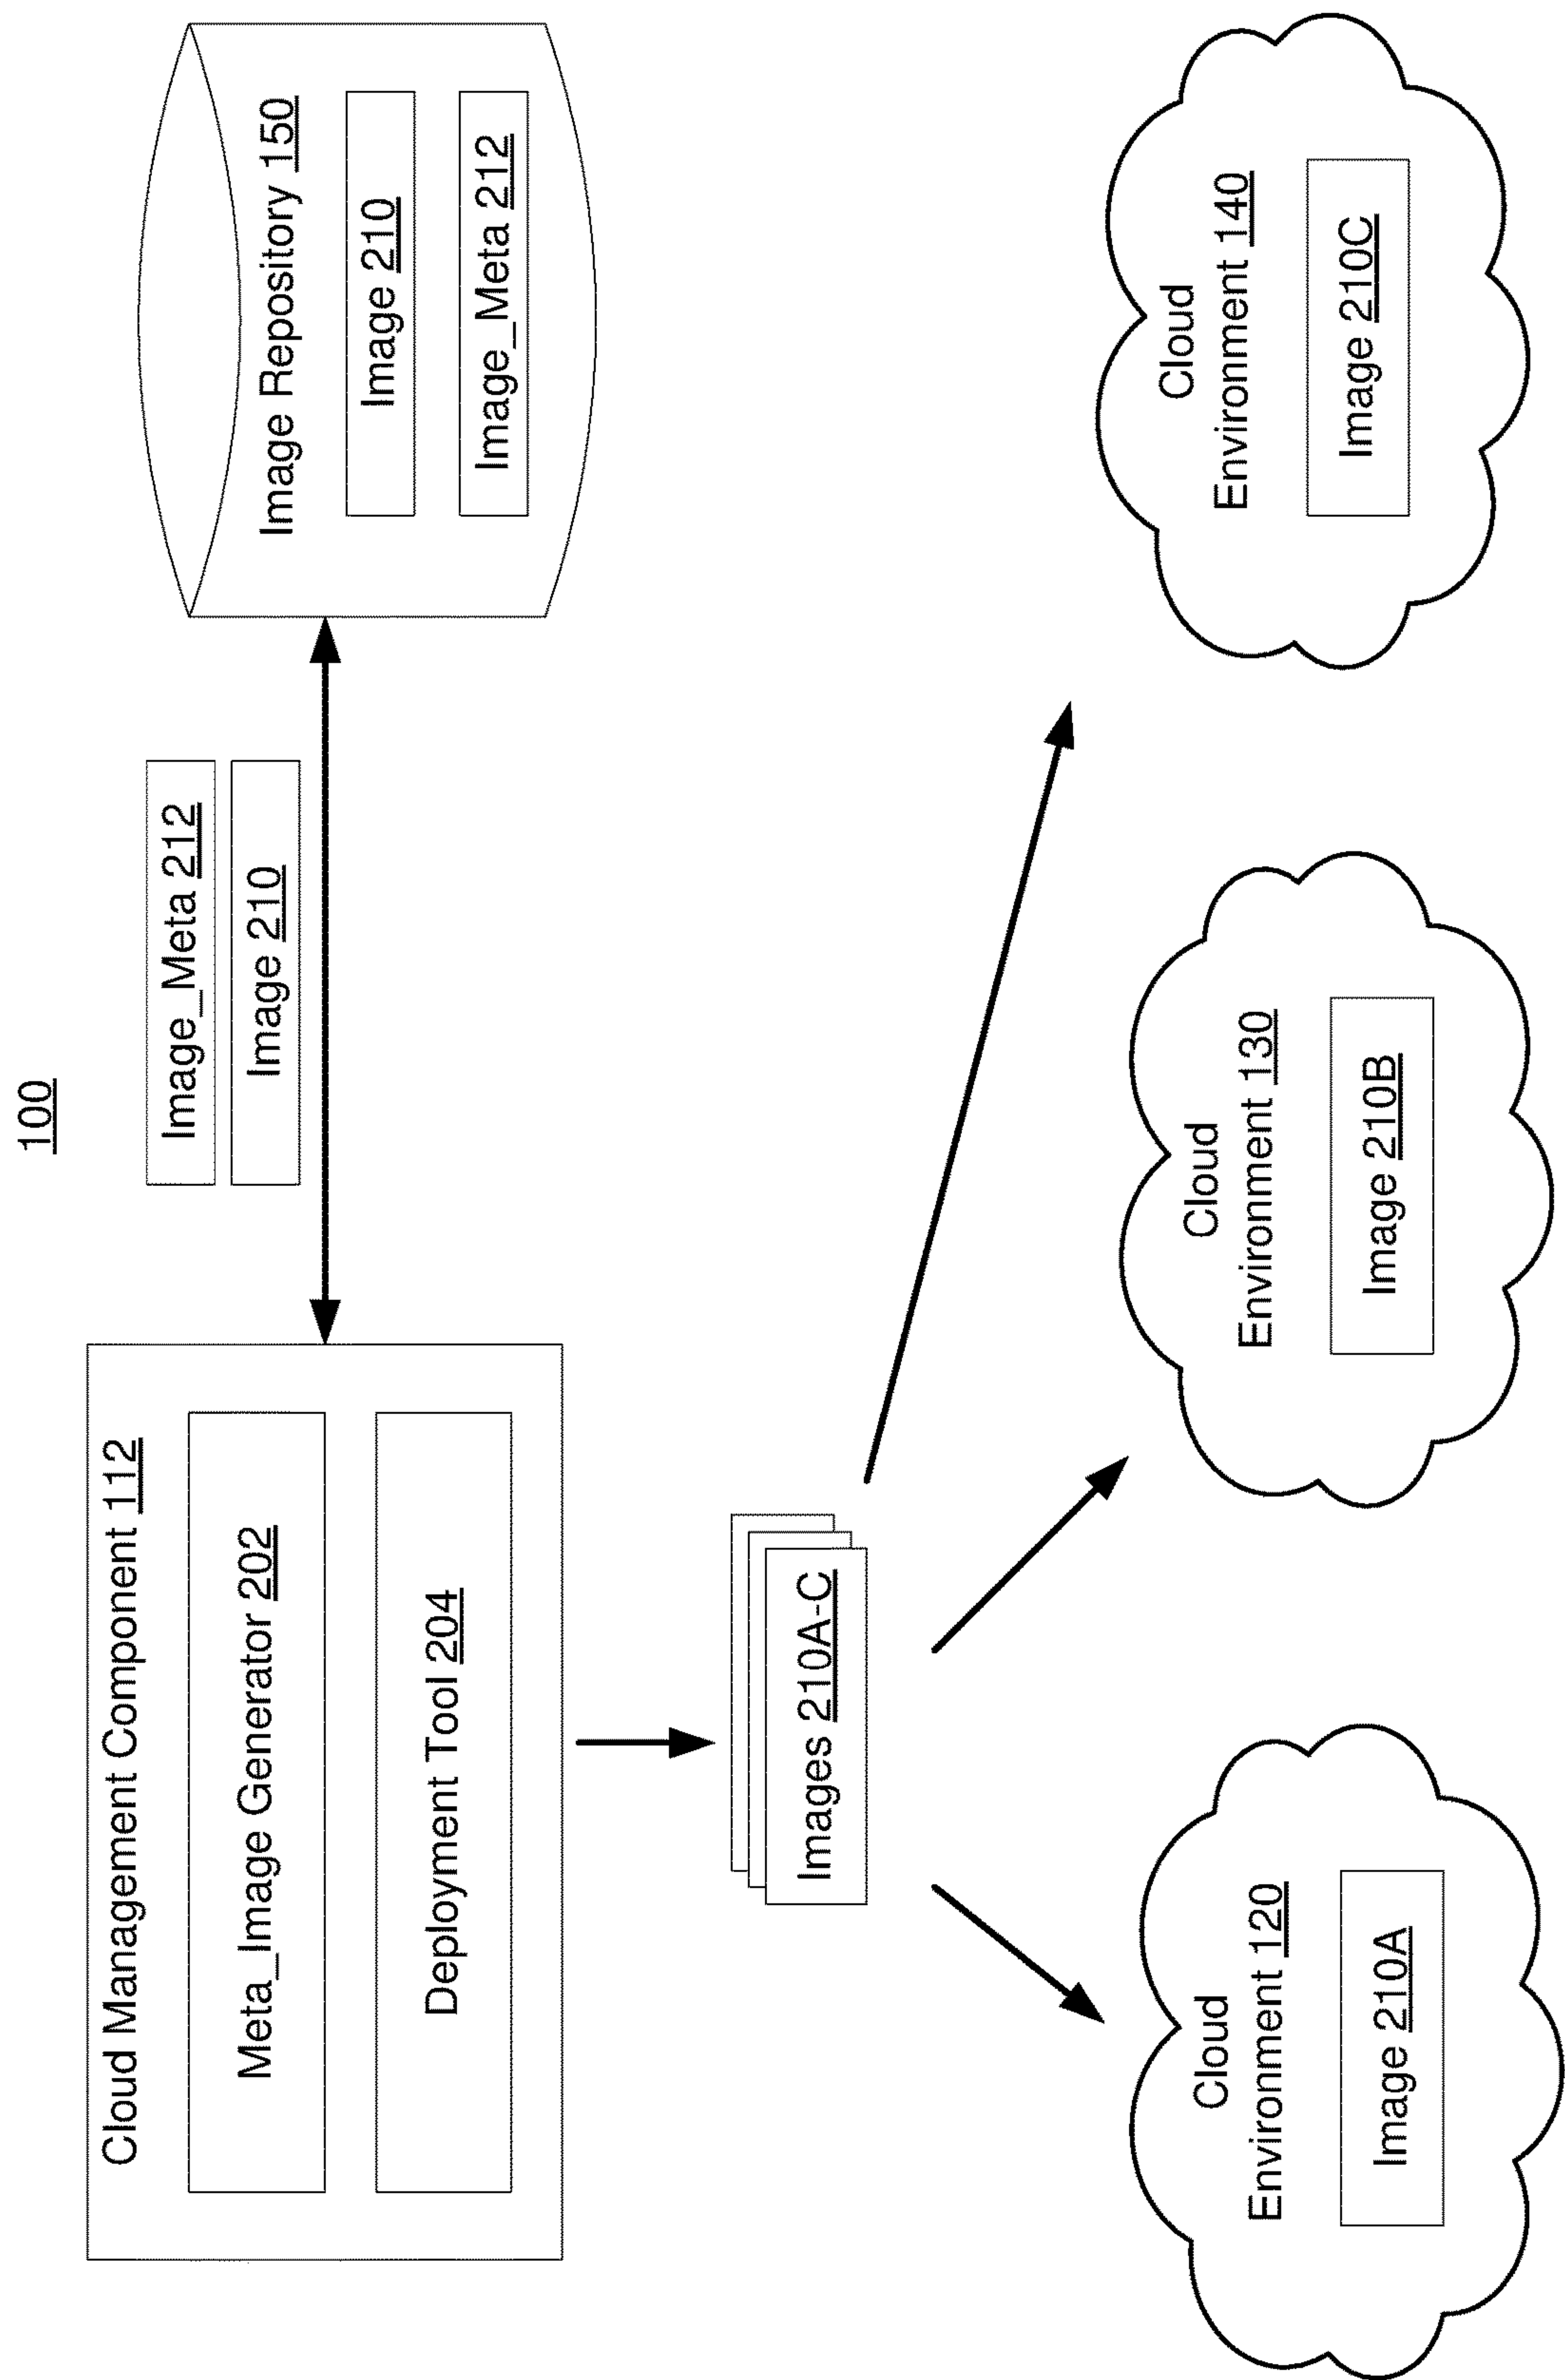 100
Cloud Management Component 112
Meta_Image Generator 202
Deployment Tool 204
Image_Meta 212
Image 210
Image Repository 150
Image 210
Image_Meta 212
Images 210A-C
Cloud
Environment 120
Image 210A
Cloud
Environment 130
Image 210B
Cloud
Environment 140
Image 210C